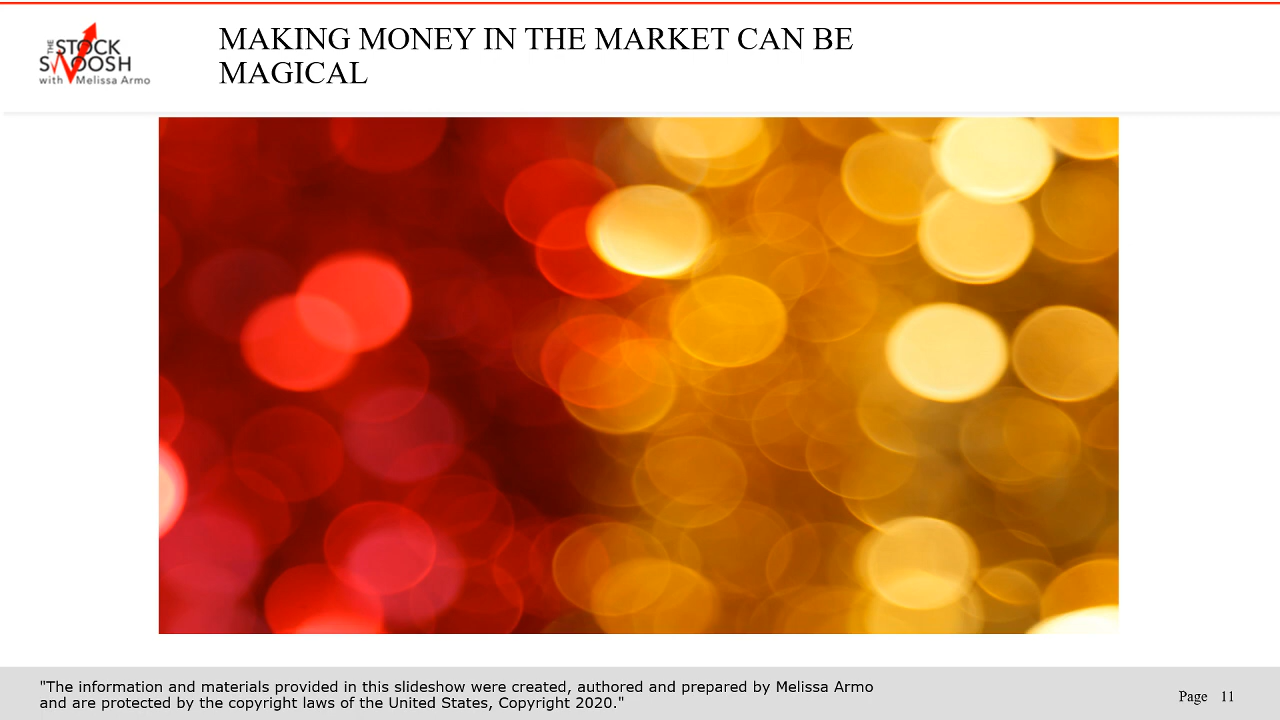 THE
STOCK
SWOOSH
with Melissa Armo
MAKING MONEY IN THE MARKET CAN BE
MAGICAL
"The information and materials provided in this slideshow were created, authored and prepared by Melissa Armo
and are protected by the copyright laws of the United States, Copyright 2020."
Page 11